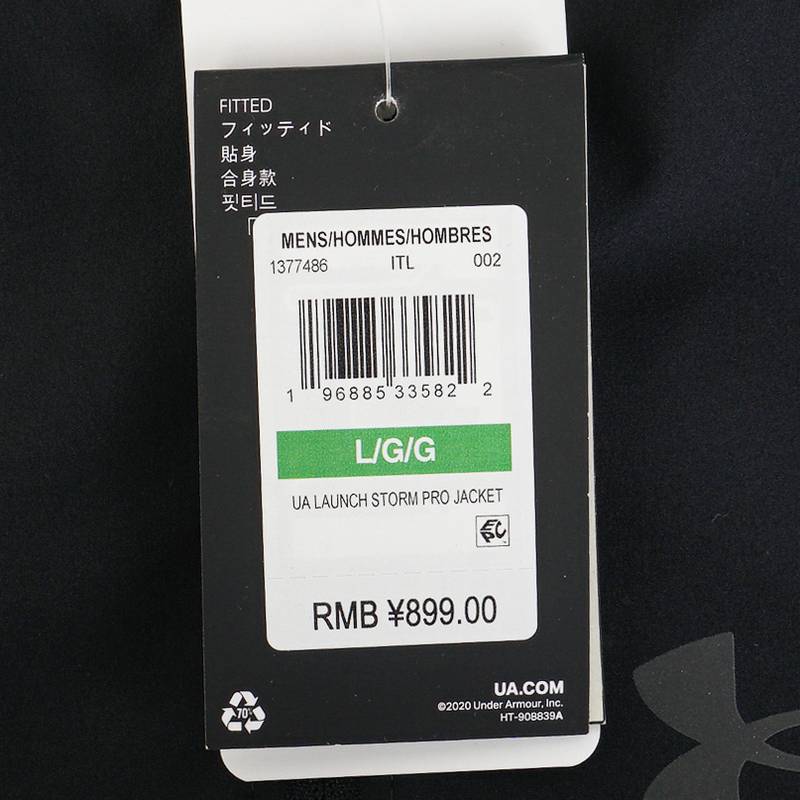 FITTED
フィッティド
貼身
合身款
핏티드
MENS/HOMMES/HOMBRES
1377486 ITL 002
1 96885 33582 2
L/G/G
UA LAUNCH STORM PRO JACKET
EPC
RMB ¥899.00
70%
UA.COM
©2020 Under Armour, Inc.
HT-908839A